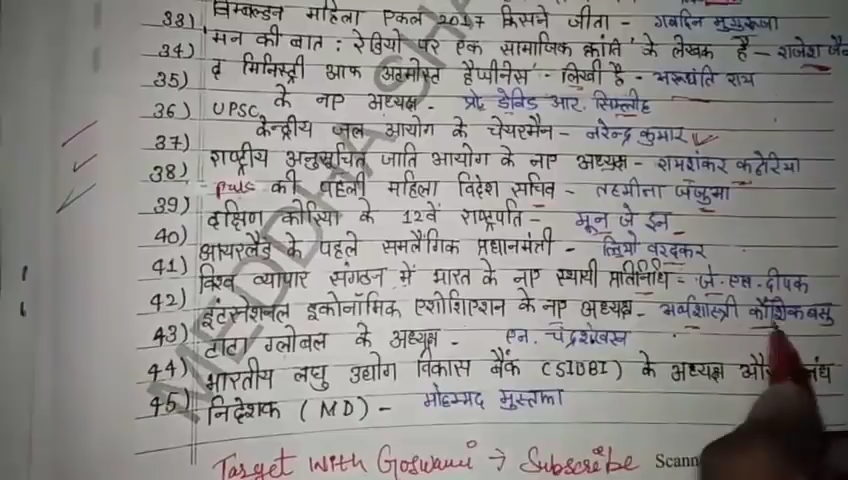 33) विम्बल्डन महिला एकल 2017 किसने जीता - गर्बाइन मुगुरूजा
34) 'मन की बात : रेडियो पर एक सामाजिक क्रांति' के लेखक है - राजेश जैन
35) द मिनिस्ट्री आफ अटमोस्ट हैप्पीनेस - लिखी है - अरुंधति राय
36) UPSC के नए अध्यक्ष - प्रो. डेविड आर. सिम्लीह
37) केन्द्रीय जल आयोग के चेयरमैन - नरेन्द्र कुमार
38) राष्ट्रीय अनुसूचित जाति आयोग के नए अध्यक्ष - रामशंकर कठेरिया
39) पाक की पहली महिला विदेश सचिव - तहमीना जंजुआ
40) दक्षिण कोरिया के 12वें राष्ट्रपति - मून जे इन
41) आयरलैंड के पहले समलैंगिक प्रधानमंत्री - लियो वरदकर
42) विश्व व्यापार संगठन में भारत के नए स्थायी प्रतिनिधि - जे. एस. दीपक
43) इंटरनेशनल इकोनॉमिक एशोशिएशन के नए अध्यक्ष - अर्थशास्त्री कौशिक बसु
44) टाटा ग्लोबल के अध्यक्ष - एन. चंद्रशेखरन
45) भारतीय लघु उद्योग विकास बैंक (SIDBI) के अध्यक्ष
निदेशक (MD) - मोहम्मद मुस्तफा
Target with Goswami → Subscribe Scann
MEDDHA SHA